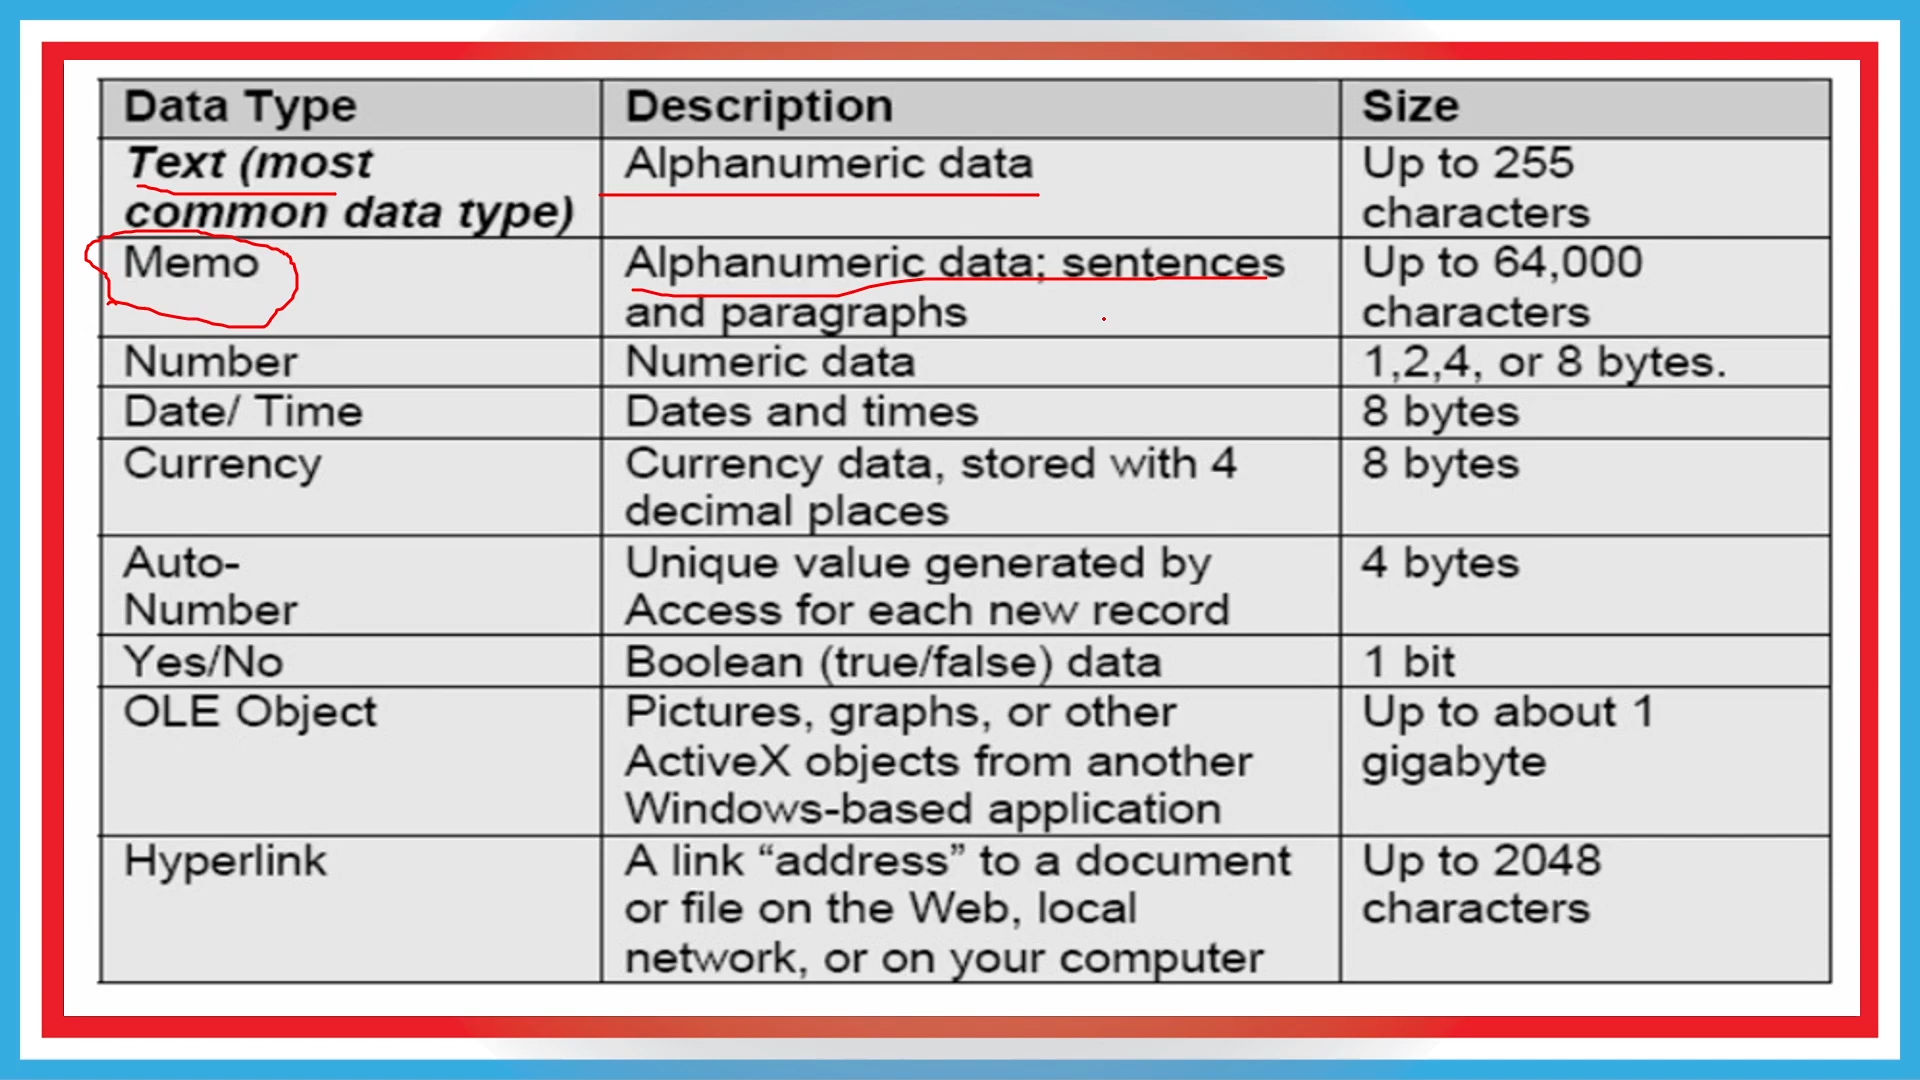 Data Type Description Size
Text (most Alphanumeric data Up to 255
common data type) characters
Memo Alphanumeric data; sentences Up to 64,000
and paragraphs characters
Number Numeric data 1,2,4, or 8 bytes.
Date/ Time Dates and times 8 bytes
Currency Currency data, stored with 4 8 bytes
decimal places
Auto- Unique value generated by 4 bytes
Number Access for each new record
Yes/No Boolean (true/false) data 1 bit
OLE Object Pictures, graphs, or other Up to about 1
ActiveX objects from another gigabyte
Windows-based application
Hyperlink A link “address” to a document Up to 2048
or file on the Web, local characters
network, or on your computer